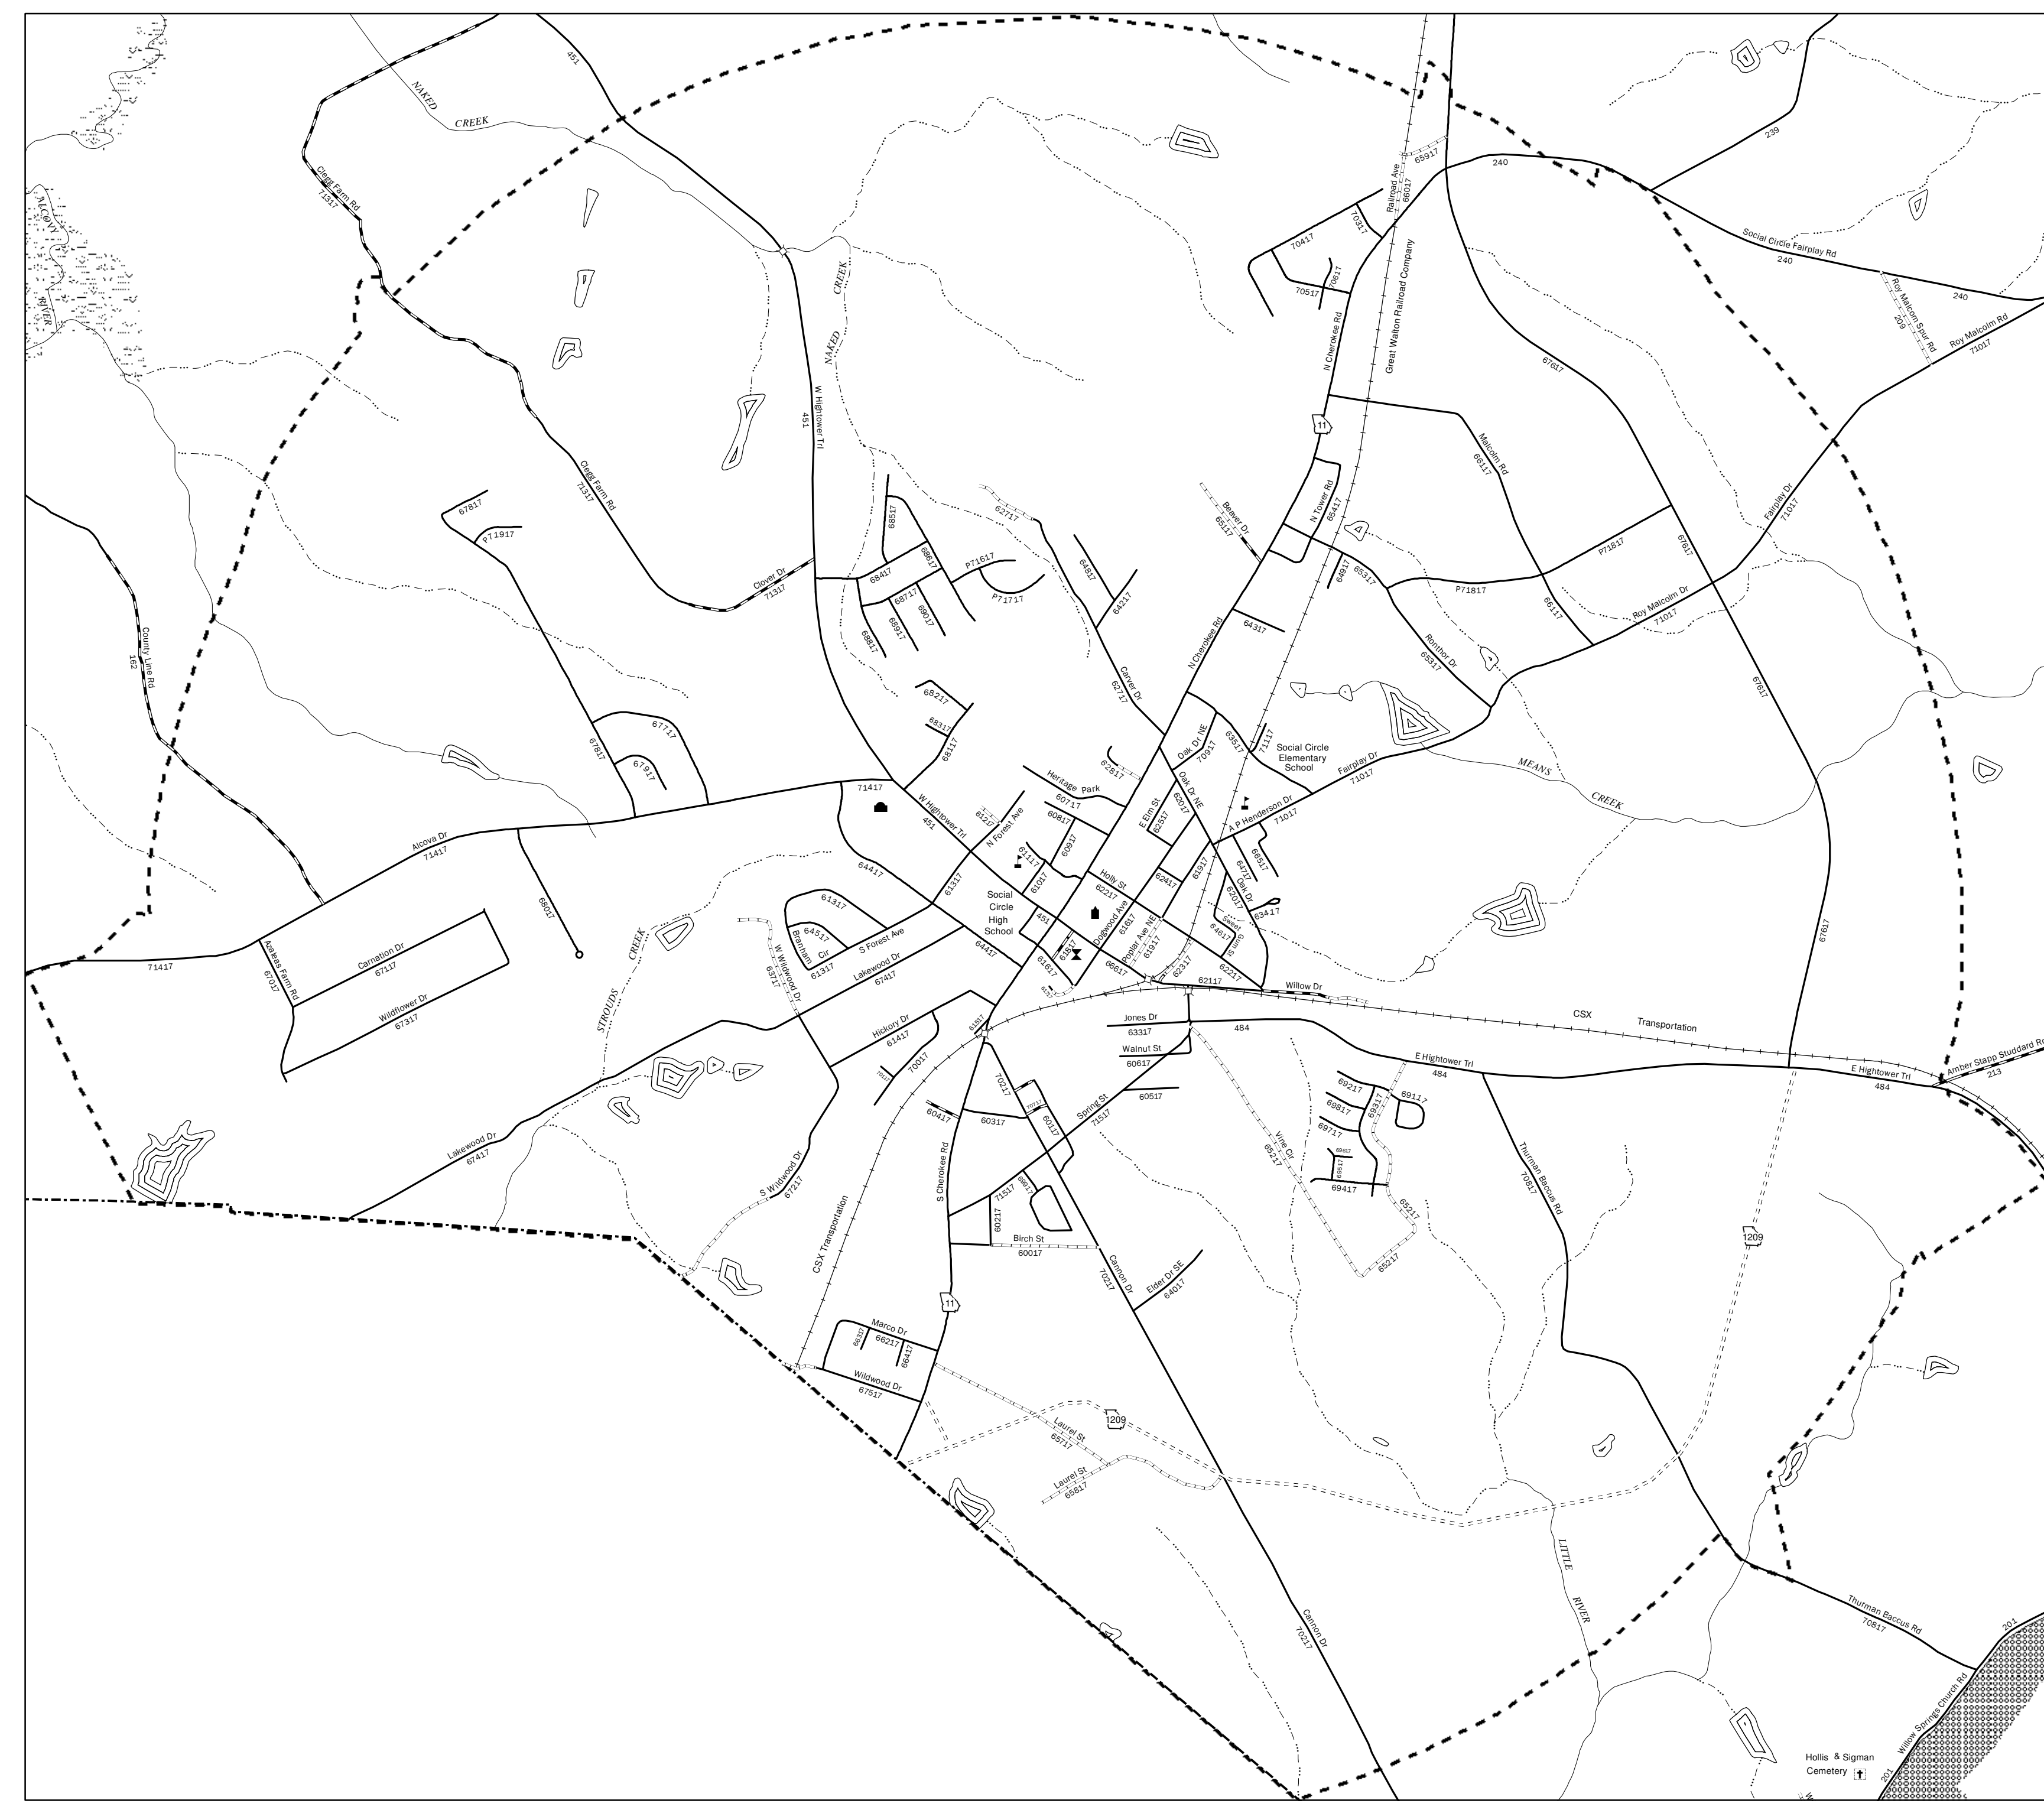 451
NAKED
CREEK
239
240
65917
Railroad Ave
66017
Clegg Farm Rd
71317
ALCOVY
RIVER
70317
70417
70617
70517
Social Circle Fairplay Rd
240
240
Roy Malcom Spur Rd
209
Roy Malcolm Rd
71017
CREEK
NAKED
N Cherokee Rd
Great Walton Railroad Company
67617
W Hightower Trl
451
11
Malcolm Rd
66117
Clegg Farm Rd
71317
67817
P71917
68517
62717
Beaver Dr
65117
N Tower Rd
65417
Fairplay Dr
71017
67617
P71817
68617
P71617
68417
P71717
64817
64217
64917
65317
P71817
66117
Clover Dr
71317
68717
69017
68917
68817
64317
Roy Malcolm Dr
71017
County Line Rd
162
N Cherokee Rd
Ronthor Dr
65317
Carver Dr
62717
67617
68217
68317
68117
67717
67817
67917
Oak Dr NE
70917
63517
71117
Social Circle
Elementary
School
Fairplay Dr
71017
MEANS
CREEK
62817
Heritage Park
60717
Oak Dr NE
62017
71417
W Hightower Trl
451
61217
N Forest Ave
60817
60917
E Elm St
62517
A P Henderson Dr
71017
Alcova Dr
71417
64417
61117
61017
61317
Holly St
62217
62417
61917
64717
66517
Oak Dr
62017
63417
68017
61317
64517
Branham
Cir
61317
S Forest Ave
Social
Circle
High
School
451
64417
61617
61817
Dogwood Ave
61617
Poplar Ave NE
61917
Sweet
Gum St
64617
62217
67617
Azaleas Farm Rd
67017
Carnation Dr
67117
Wildflower Dr
67317
71417
CREEK
STROUDS
W Wildwood Dr
63717
Lakewood Dr
67417
66617
62317
62117
Willow Dr
Hickory Dr
61417
61517
70017
Jones Dr
63317
484
CSX
Transportation
Walnut St
60617
E Hightower Trl
484
E Hightower Trl
484
Amber Stapp Studdard Rd
213
70217
60417
60317
60117
Spring St
71517
60517
69217
69817
69717
69317
69117
69617
69517
69417
65217
Vine Cir
65217
65217
Thurman Baccus Rd
70817
Lakewood Dr
67417
S Wildwood Dr
67217
S Cherokee Rd
71517
69917
60217
Birch St
60017
CSX Transportation
Cannon Dr
70217
Elder Dr SE
64017
1209
11
Marco Dr
66317
66217
66417
Wildwood Dr
67517
1209
Laurel St
65717
Laurel St
65817
LITTLE
RIVER
Cannon Dr
70217
Thurman Baccus Rd
70817
201
Willow Springs Church Rd
201
Hollis & Sigman
Cemetery